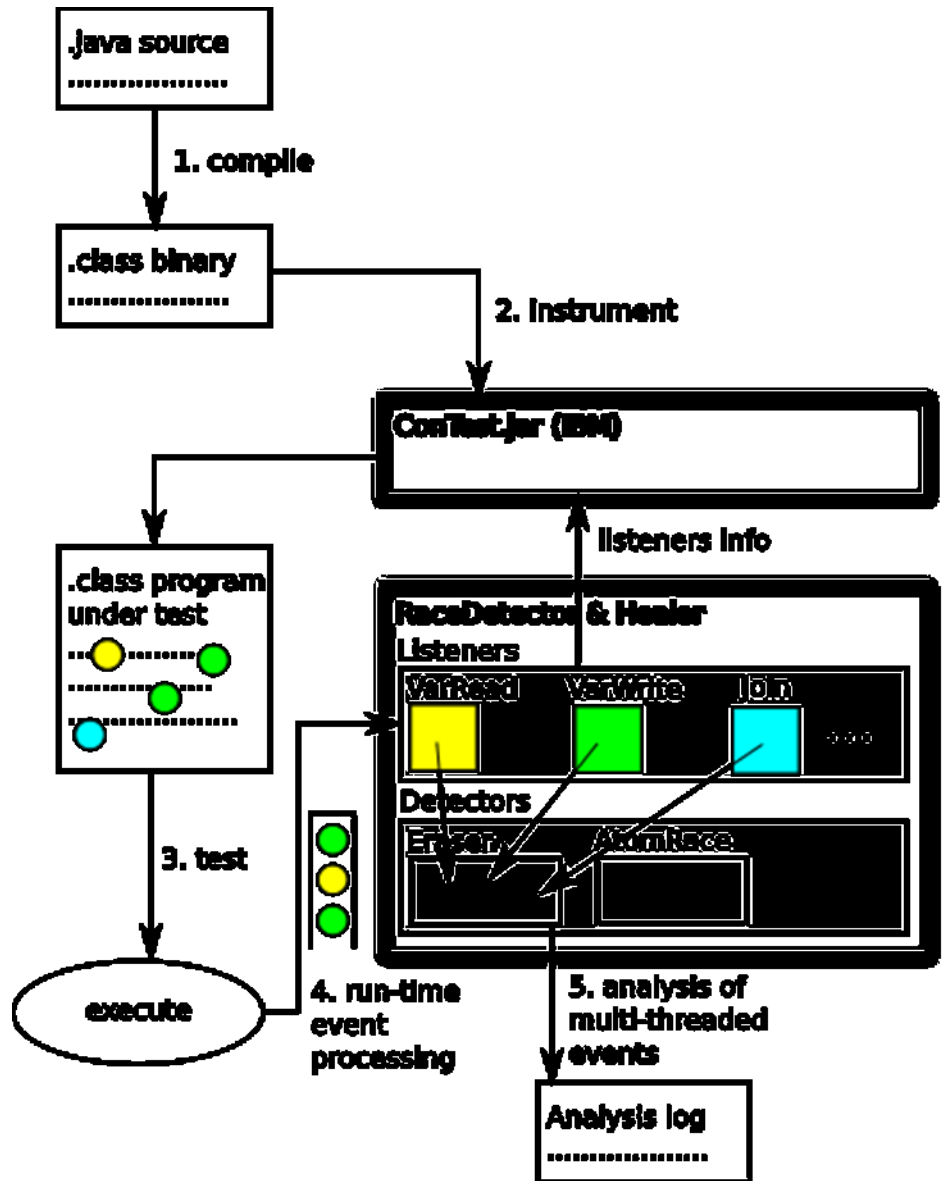 .java source
1. compile
.class binary
2. instrument
ConTest.jar (IBM)
listeners info
.class program
under test
RaceDetector & Healer
Listeners
VarRead
VarWrite
Join
Detectors
Eraser
AtomRace
3. test
execute
4. run-time
event
processing
5. analysis of
multi-threaded
events
Analysis log